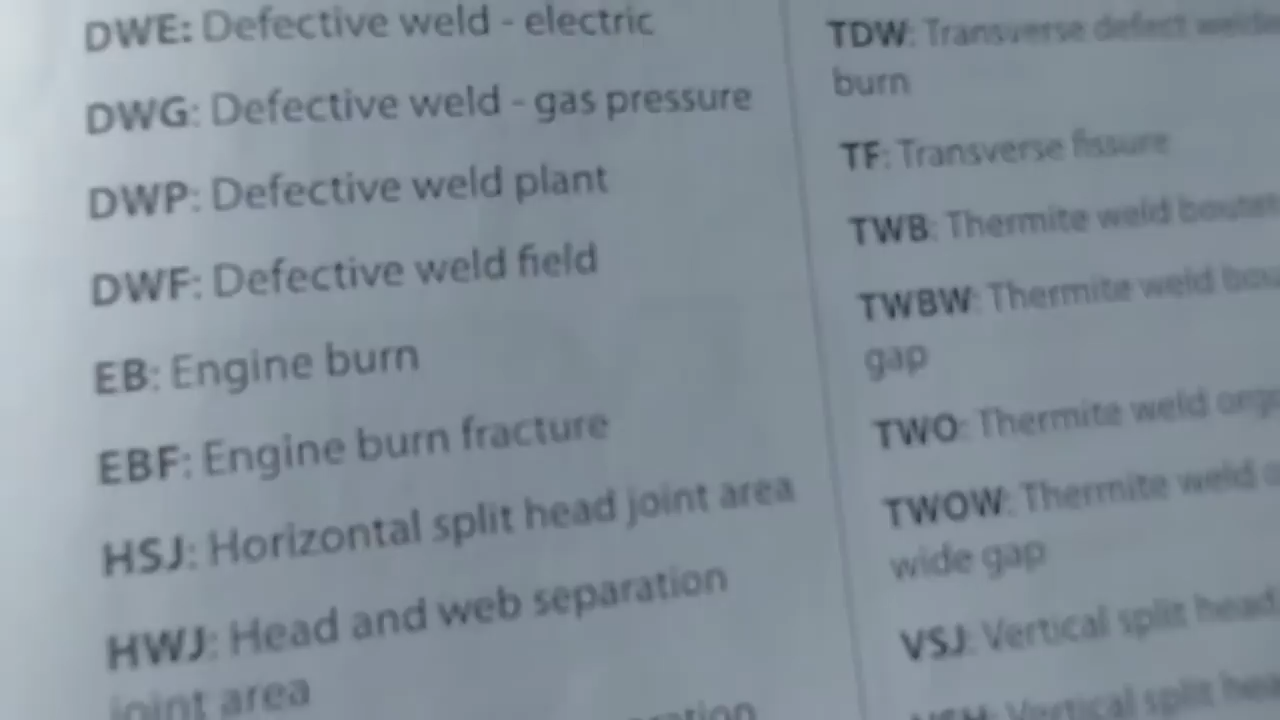 DWE: Defective weld - electric
DWG: Defective weld - gas pressure
DWP: Defective weld plant
DWF: Defective weld field
EB: Engine burn
EBF: Engine burn fracture
HSJ: Horizontal split head joint area
HWJ: Head and web separation
joint area
TDW: Transverse defect
burn
TF: Transverse fissure
TWB: Thermite weld
TWBW: Thermite weld
gap
TWO: Thermite weld
TWOW: Thermite weld
wide gap
VSJ: Vertical split head
Vertical split